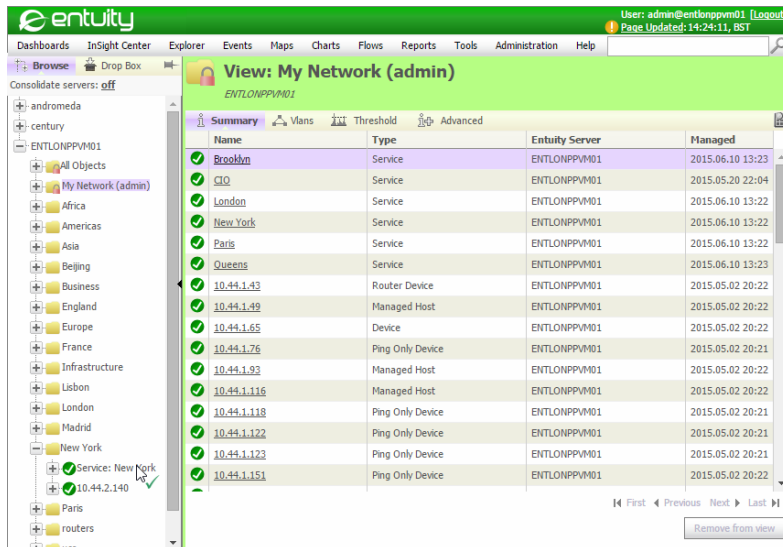 entuity
User: admin@entlonppvm01 [Logout
Page Updated: 14:24:11, BST
Dashboards InSight Center Explorer Events Maps Charts Flows Reports Tools Administration Help
Browse Drop Box
Consolidate servers: off
andromeda
century
ENTLONPPVM01
All Objects
My Network (admin)
Africa
Americas
Asia
Beijing
Business
England
Europe
France
Infrastructure
Lisbon
London
Madrid
New York
Service: New York
10.44.2.140
Paris
routers
View: My Network (admin)
ENTLONPPVM01
Summary Vlans Threshold Advanced
Name Type Entuity Server Managed
Brooklyn Service ENTLONPPVM01 2015.06.10 13:23
CIO Service ENTLONPPVM01 2015.05.20 22:04
London Service ENTLONPPVM01 2015.06.10 13:22
New York Service ENTLONPPVM01 2015.06.10 13:22
Paris Service ENTLONPPVM01 2015.06.10 13:22
Queens Service ENTLONPPVM01 2015.06.10 13:23
10.44.1.43 Router Device ENTLONPPVM01 2015.05.02 20:22
10.44.1.49 Managed Host ENTLONPPVM01 2015.05.02 20:22
10.44.1.65 Device ENTLONPPVM01 2015.05.02 20:22
10.44.1.76 Ping Only Device ENTLONPPVM01 2015.05.02 20:21
10.44.1.93 Managed Host ENTLONPPVM01 2015.05.02 20:22
10.44.1.116 Managed Host ENTLONPPVM01 2015.05.02 20:22
10.44.1.118 Ping Only Device ENTLONPPVM01 2015.05.02 20:21
10.44.1.122 Ping Only Device ENTLONPPVM01 2015.05.02 20:21
10.44.1.123 Ping Only Device ENTLONPPVM01 2015.05.02 20:21
10.44.1.151 Ping Only Device ENTLONPPVM01 2015.05.02 20:22
First Previous Next Last
Remove from view